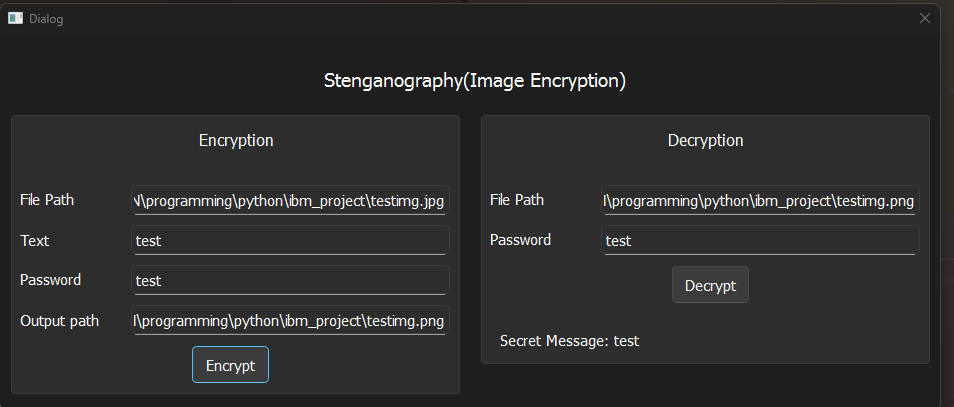 Dialog
Stenganography(Image Encryption)
Encryption
File Path \programming\python\ibm_project\testimg.jpg
Text test
Password test
Output path \programming\python\ibm_project\testimg.png
Encrypt
Decryption
File Path \programming\python\ibm_project\testimg.png
Password test
Decrypt
Secret Message: test